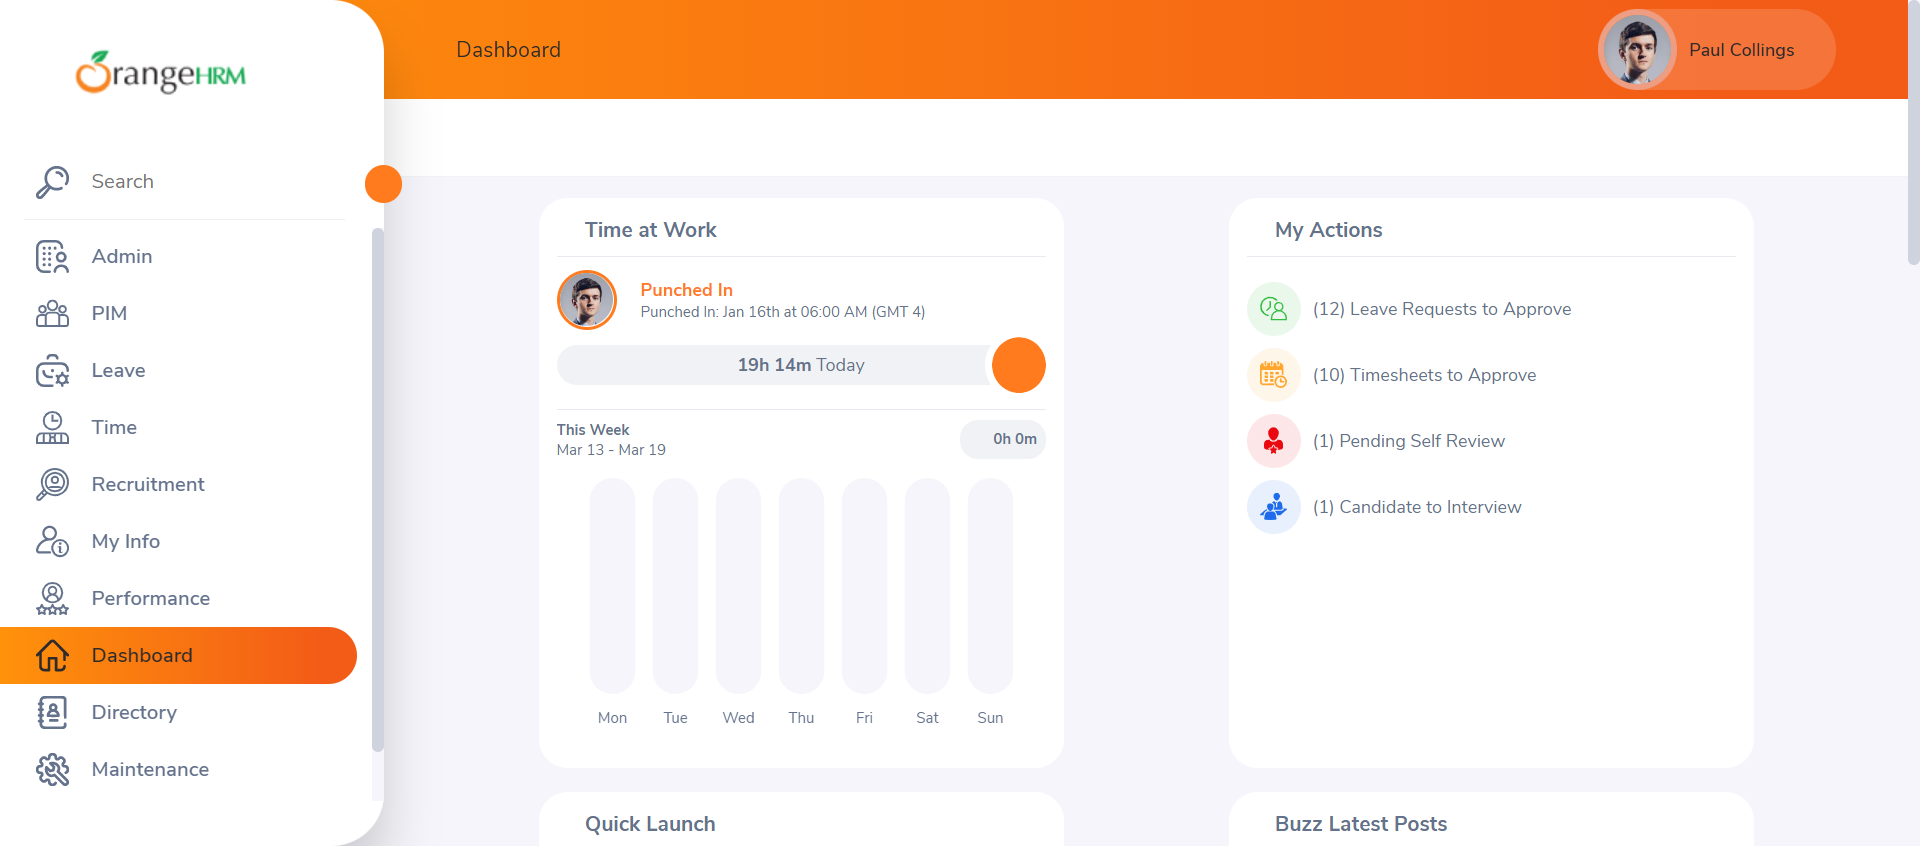 OrangeHRM
Dashboard
Paul Collings
Search
Admin
PIM
Leave
Time
Recruitment
My Info
Performance
Dashboard
Directory
Maintenance
Time at Work
Punched In
Punched In: Jan 16th at 06:00 AM (GMT 4)
19h 14m Today
This Week
Mar 13 - Mar 19
0h 0m
Mon Tue Wed Thu Fri Sat Sun
My Actions
(12) Leave Requests to Approve
(10) Timesheets to Approve
(1) Pending Self Review
(1) Candidate to Interview
Quick Launch
Buzz Latest Posts